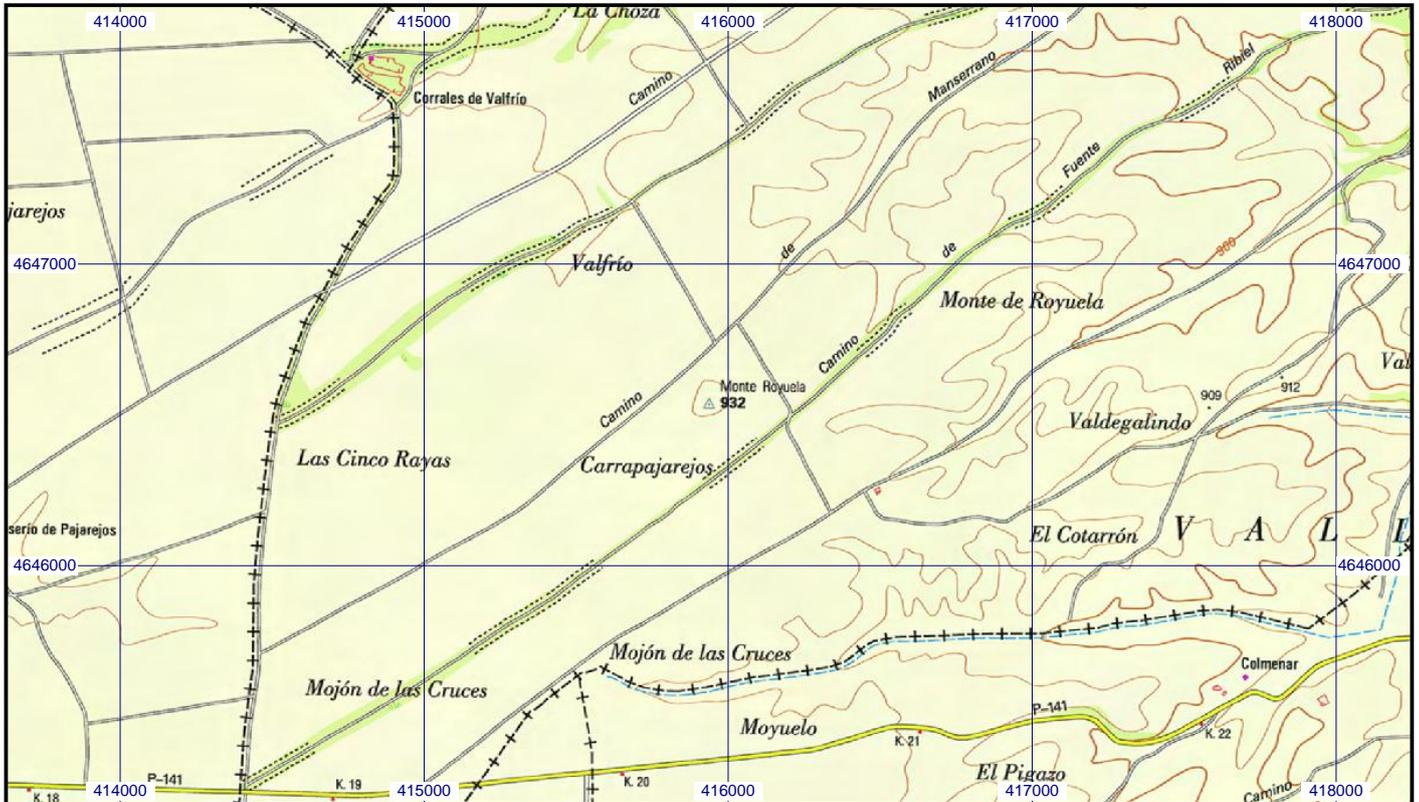 414000
415000
416000
417000
418000
La Choza
Corrales de Valfrío
Camino
Manserrano
Ribiel
Fuente
jarejos
de
de
900
4647000
Valfrío
4647000
Monte de Royuela
Camino
Monte Royuela
932
Camino
Val
909
912
Valdegalindo
Las Cinco Rayas
Carrapajarejos
serío de Pajarejos
El Cotarrón
V A L L
4646000
4646000
Mojón de las Cruces
Mojón de las Cruces
Colmenar
Moyuelo
P-141
K. 21
K. 22
El Pigazo
P-141
K. 19
K. 20
K. 18
Camino
414000
415000
416000
417000
418000